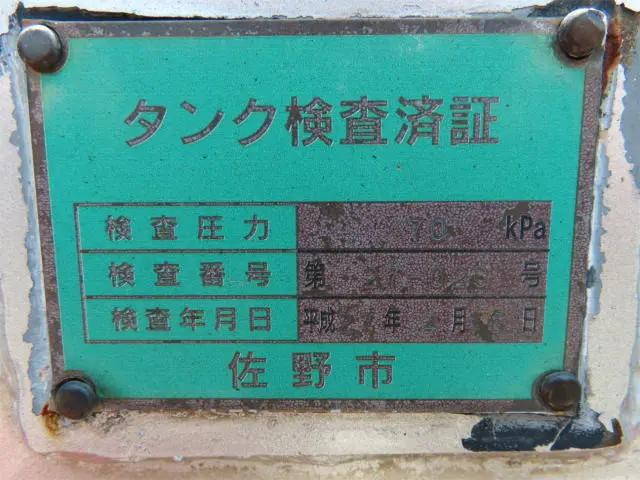 タンク検査済証
検査圧力 70 kPa
検査番号 第 号
検査年月日 平成 年 月 日
佐野市